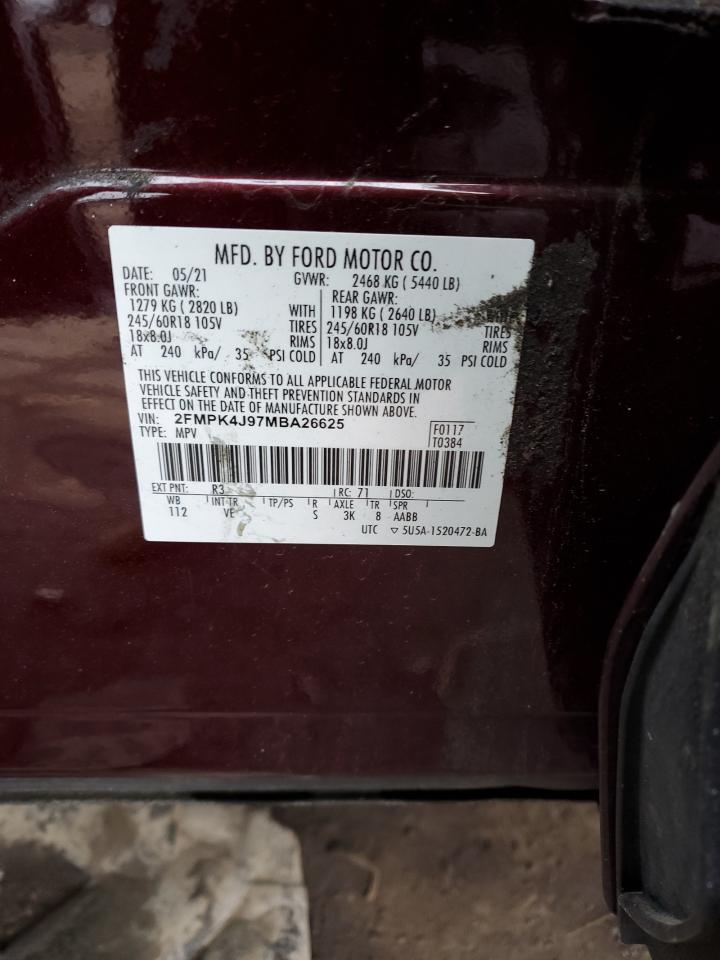 MFD. BY FORD MOTOR CO.
DATE: 05/21 GVWR: 2468 KG ( 5440 LB)
FRONT GAWR: REAR GAWR:
1279 KG ( 2820 LB) WITH 1198 KG ( 2640 LB)
245/60R18 105V TIRES 245/60R18 105V TIRES
18x8.0J RIMS 18x8.0J RIMS
AT 240 kPa/ 35 PSI COLD AT 240 kPa/ 35 PSI COLD
THIS VEHICLE CONFORMS TO ALL APPLICABLE FEDERAL MOTOR
VEHICLE SAFETY AND THEFT PREVENTION STANDARDS IN
EFFECT ON THE DATE OF MANUFACTURE SHOWN ABOVE.
VIN: 2FMPK4J97MBA26625 F0117
TYPE: MPV T0384
EXT PNT: R3 RC: 71 DSO:
WB INT TR TP/PS R AXLE TR SPR
112 VE S 3K 8 AABB
UTC ▽ 5U5A-1520472-BA